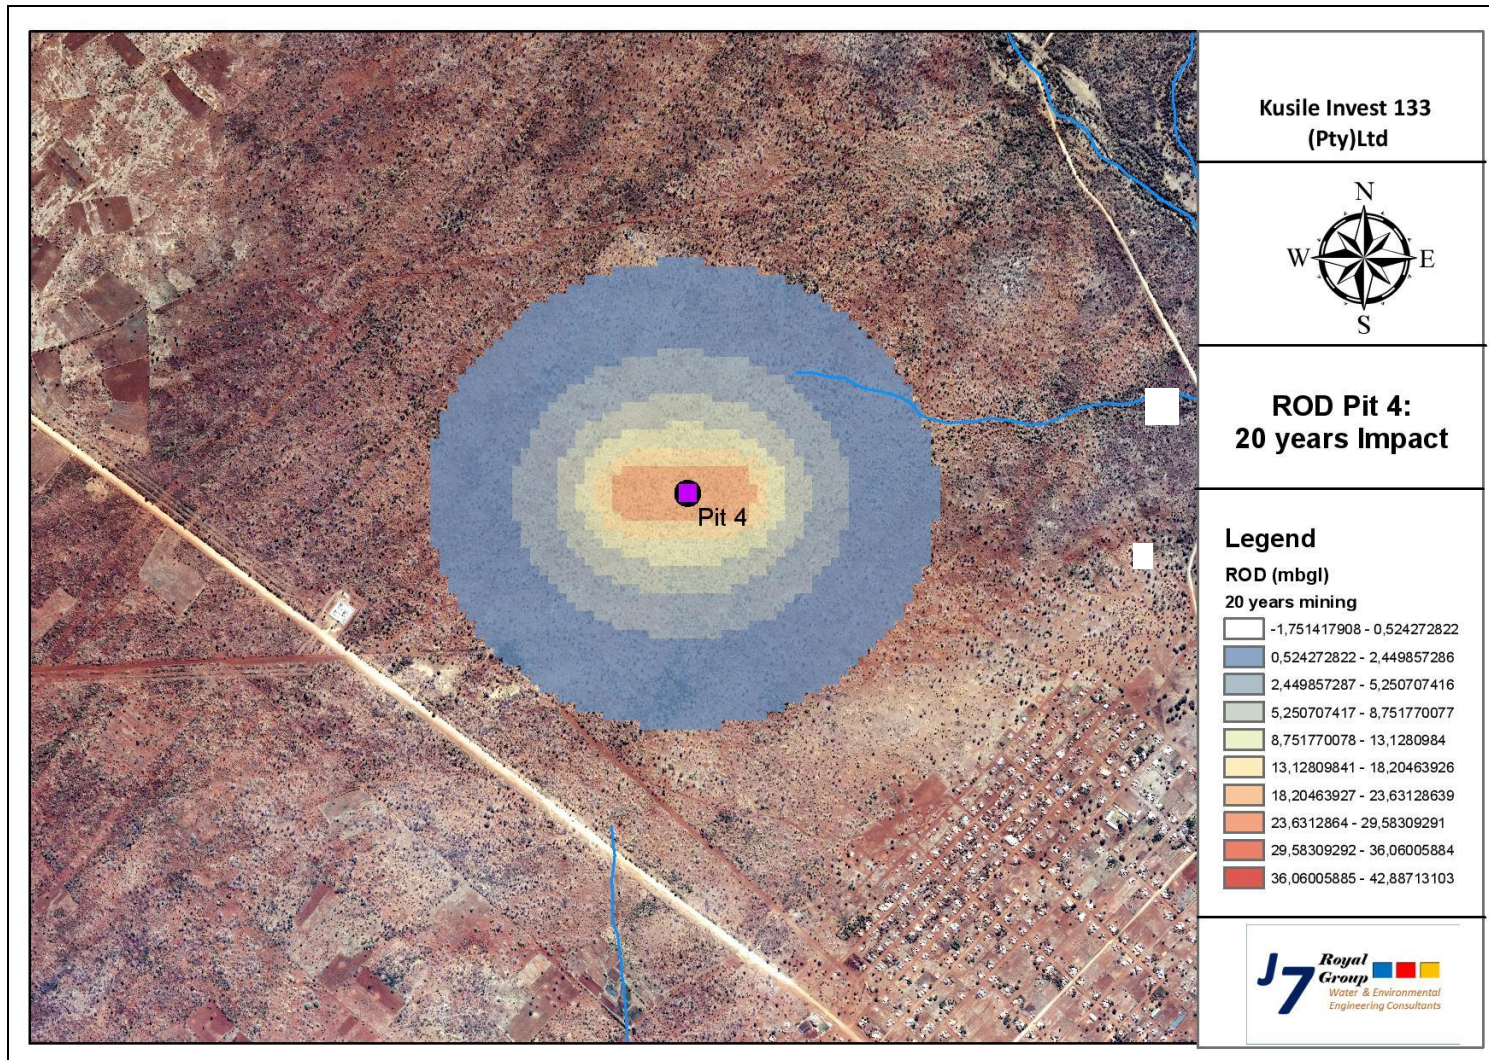 Kusile Invest 133
(Pty)Ltd
N
W
E
S
ROD Pit 4:
20 years Impact
Pit 4
Legend
ROD (mbgl)
20 years mining
-1,751417908 - 0,524272822
0,524272822 - 2,449857286
2,449857287 - 5,250707416
5,250707417 - 8,751770077
8,751770078 - 13,1280984
13,12809841 - 18,20463926
18,20463927 - 23,63128639
23,6312864 - 29,58309291
29,58309292 - 36,06005884
36,06005885 - 42,88713103
J7
Royal
Group
Water & Environmental
Engineering Consultants